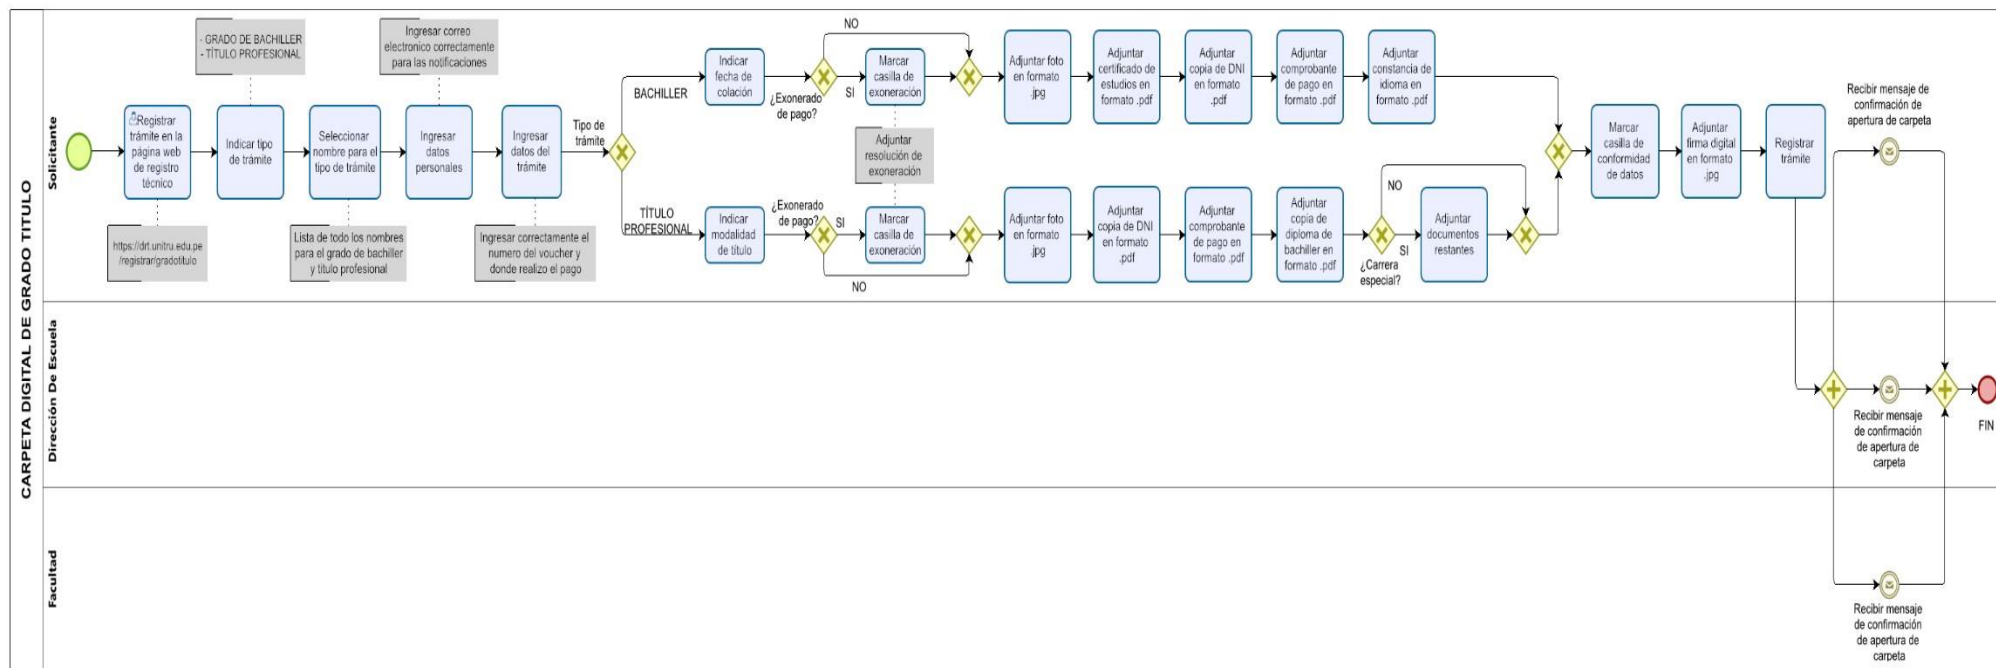 CARPETA DIGITAL DE GRADO TITULO
Solicitante
Registrar
trámite en la
página web
de registro
técnico
https://drt.unitru.edu.pe
/registrar/gradotitulo
- GRADO DE BACHILLER
- TÍTULO PROFESIONAL
Indicar tipo
de trámite
Seleccionar
nombre para el
tipo de trámite
Lista de todo los nombres
para el grado de bachiller
y titulo profesional
Ingresar correo
electronico correctamente
para las notificaciones
Ingresar
datos
personales
Ingresar
datos del
trámite
Ingresar correctamente el
numero del voucher y
donde realizo el pago
Tipo de
trámite
BACHILLER
Indicar
fecha de
colación
¿Exonerado
de pago?
NO
SI
Marcar
casilla de
exoneración
Adjuntar
resolución de
exoneración
Adjuntar foto
en formato
.jpg
Adjuntar
certificado de
estudios en
formato .pdf
Adjuntar
copia de DNI
en formato
.pdf
Adjuntar
comprobante
de pago en
formato .pdf
Adjuntar
constancia de
idioma en
formato .pdf
TÍTULO
PROFESIONAL
Indicar
modalidad
de título
¿Exonerado
de pago?
SI
NO
Marcar
casilla de
exoneración
Adjuntar foto
en formato
.jpg
Adjuntar
copia de DNI
en formato
.pdf
Adjuntar
comprobante
de pago en
formato .pdf
Adjuntar
copia de
diploma de
bachiller en
formato .pdf
¿Carrera
especial?
NO
SI
Adjuntar
documentos
restantes
Marcar
casilla de
conformidad
de datos
Adjuntar
firma digital
en formato
.jpg
Registrar
trámite
Recibir mensaje de
confirmación de
apertura de carpeta
Dirección De Escuela
Recibir mensaje
de confirmación
de apertura de
carpeta
FIN
Facultad
Recibir mensaje
de confirmación
de apertura de
carpeta